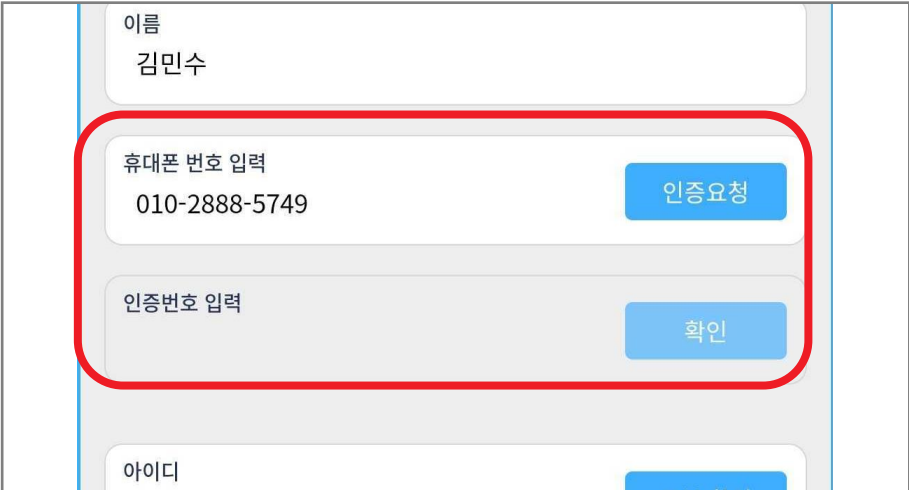 이름
김민수
휴대폰 번호 입력
010-2888-5749
인증요청
인증번호 입력
확인
아이디